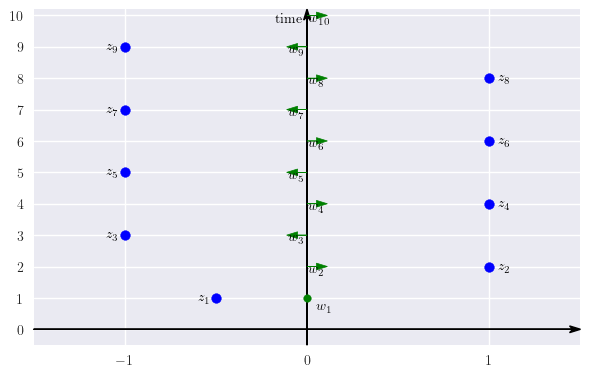 10 time w₁₀
9 z₉ w₉
8 w₈ z₈
7 z₇ w₇
6 w₆ z₆
5 z₅ w₅
4 w₄ z₄
3 z₃ w₃
2 w₂ z₂
1 z₁ w₁
0
−1 0 1